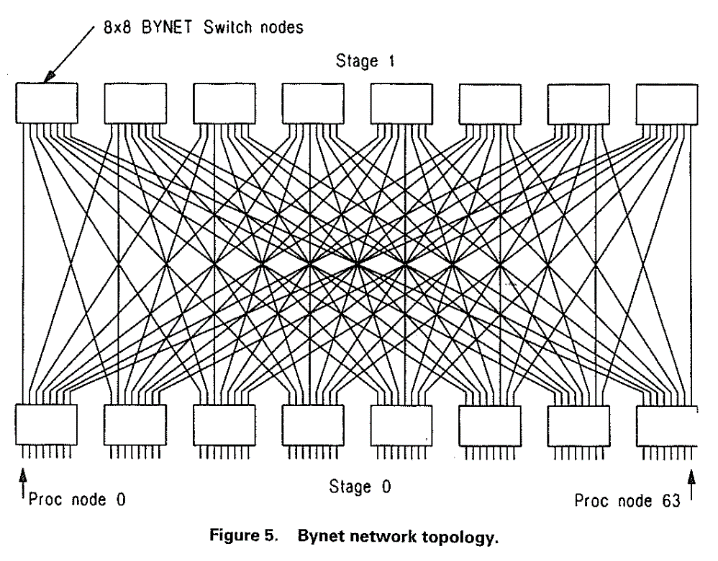 8x8 BYNET Switch nodes
Stage 1
Stage 0
Proc node 0
Proc node 63
Figure 5. Bynet network topology.